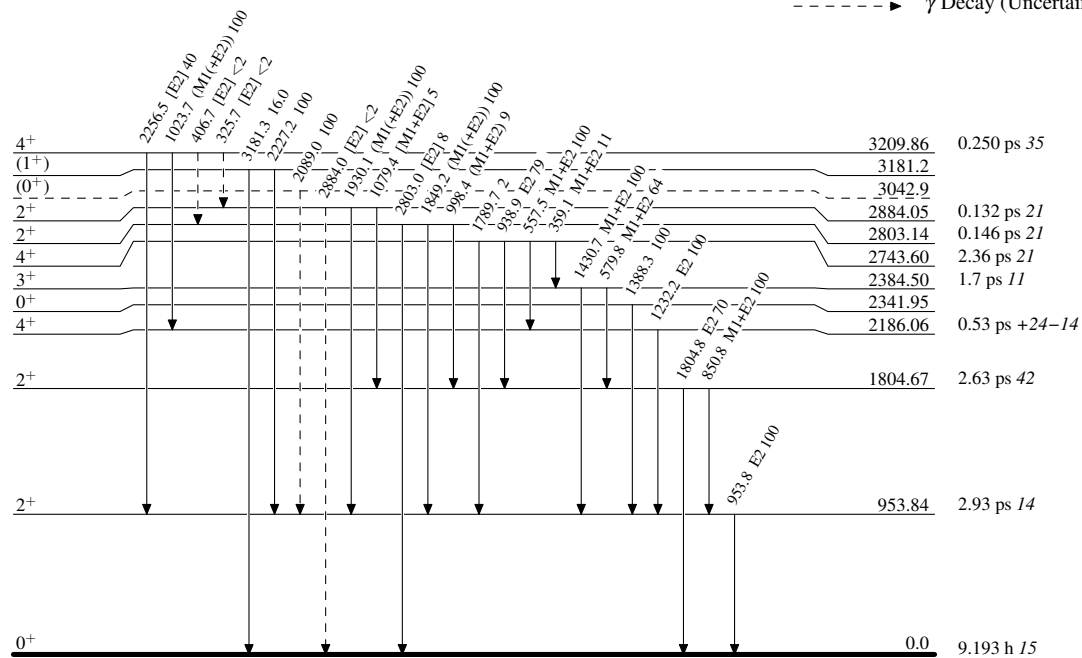 γ Decay (Uncertain
2256.5 [E2] 40
1023.7 (M1(+E2)) 100
406.7 [E2] <2
325.7 [E2] <2
3181.3 16.0
2227.2 100
2089.0 100
2884.0 [E2] <2
1930.1 (M1(+E2)) 100
1079.4 [M1+E2] 5
2803.0 [E2] 8
1849.2 (M1(+E2)) 100
998.4 (M1+E2) 9
1789.7 2
938.9 E2 79
557.5 M1+E2 100
359.1 M1+E2 11
1430.7 M1+E2 100
579.8 M1+E2 64
1388.3 100
1232.2 E2 100
1804.8 E2 70
850.8 M1+E2 100
953.8 E2 100
4⁺ 3209.86 0.250 ps 35
(1⁺) 3181.2
(0⁺) 3042.9
2⁺ 2884.05 0.132 ps 21
2⁺ 2803.14 0.146 ps 21
4⁺ 2743.60 2.36 ps 21
3⁺ 2384.50 1.7 ps 11
0⁺ 2341.95
4⁺ 2186.06 0.53 ps +24−14
2⁺ 1804.67 2.63 ps 42
2⁺ 953.84 2.93 ps 14
0⁺ 0.0 9.193 h 15